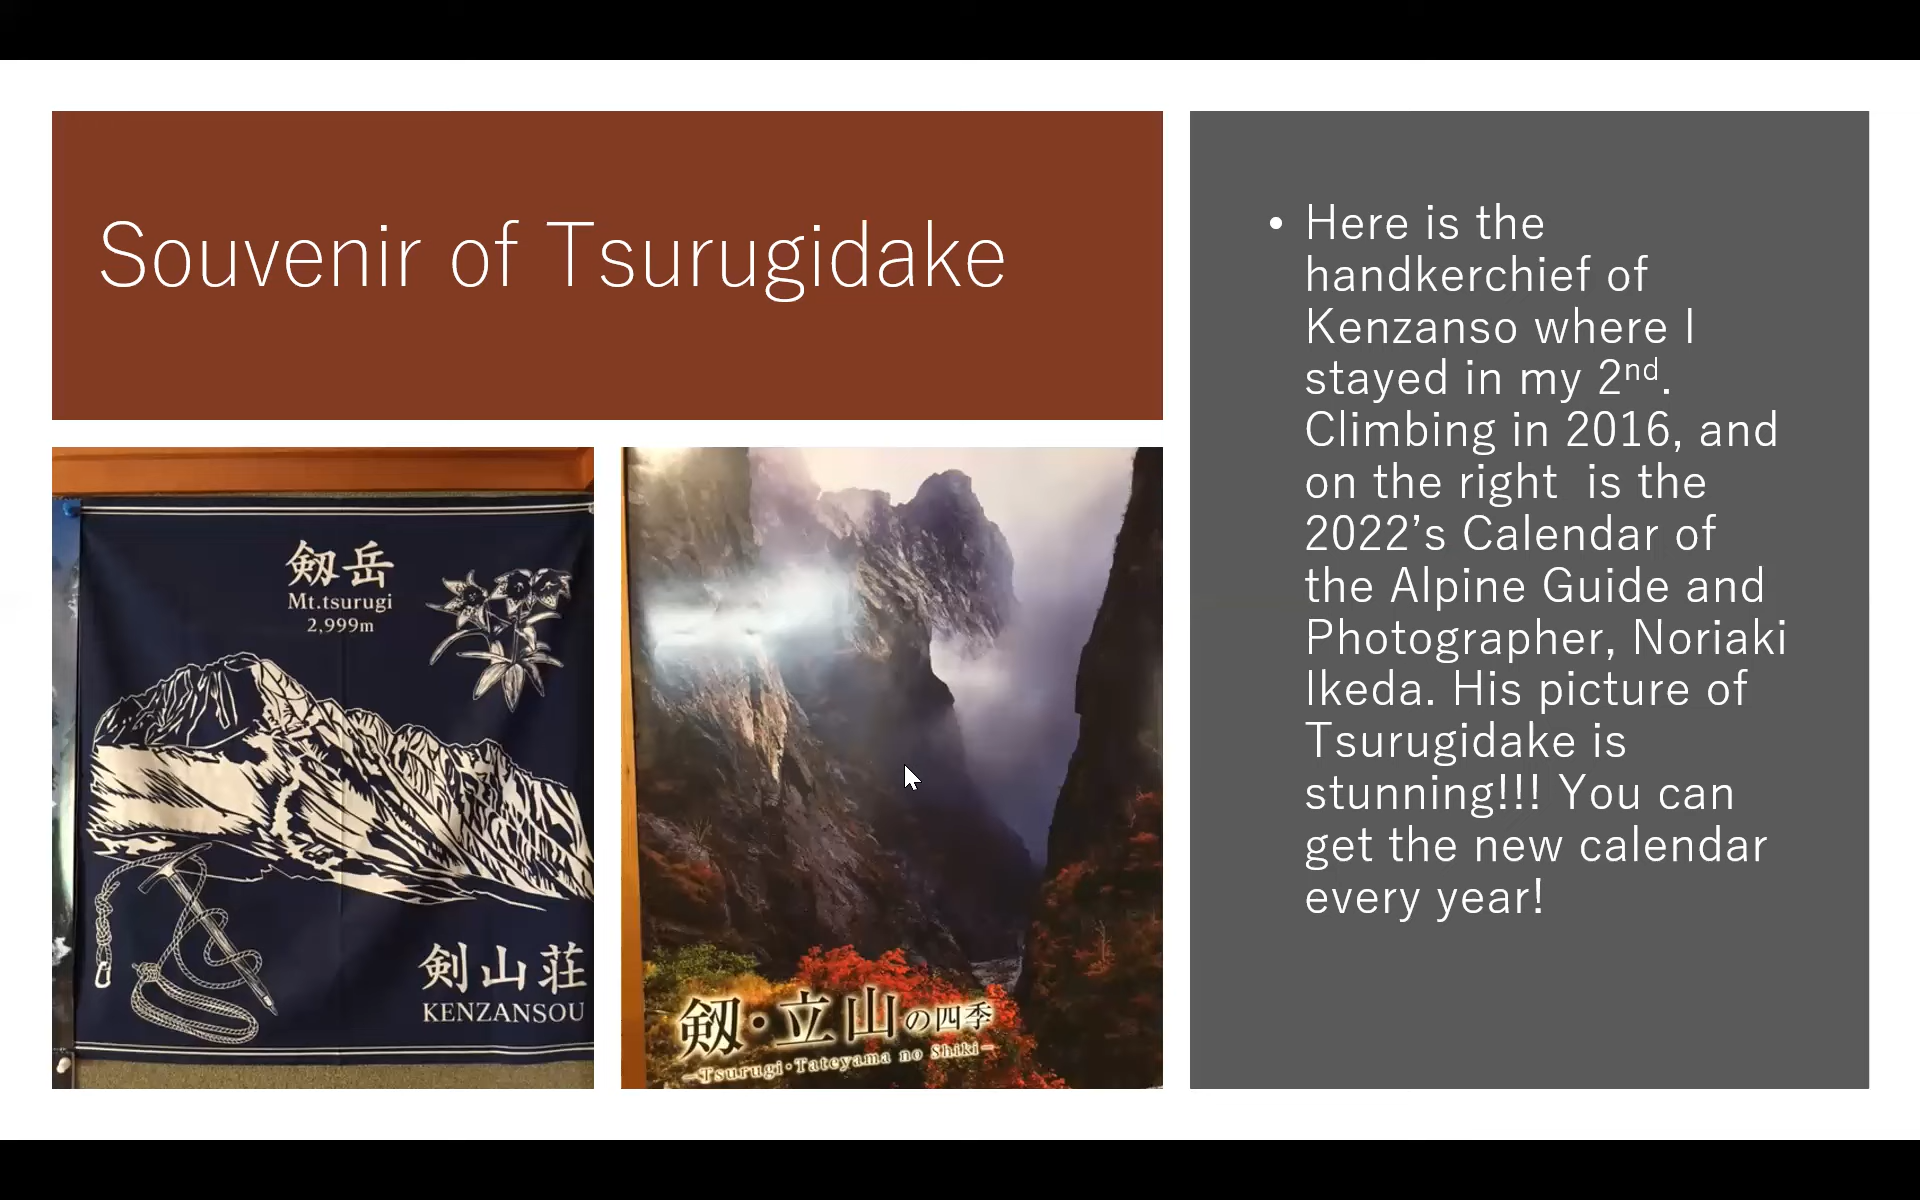 Souvenir of Tsurugidake
剱岳
Mt.tsurugi
2,999m
剣山荘
KENZANSOU
剱・立山の四季
−Tsurugi・Tateyama no Shiki−
• Here is the
handkerchief of
Kenzanso where I
stayed in my 2nd.
Climbing in 2016, and
on the right  is the
2022’s Calendar of
the Alpine Guide and
Photographer, Noriaki
Ikeda. His picture of
Tsurugidake is
stunning!!! You can
get the new calendar
every year!